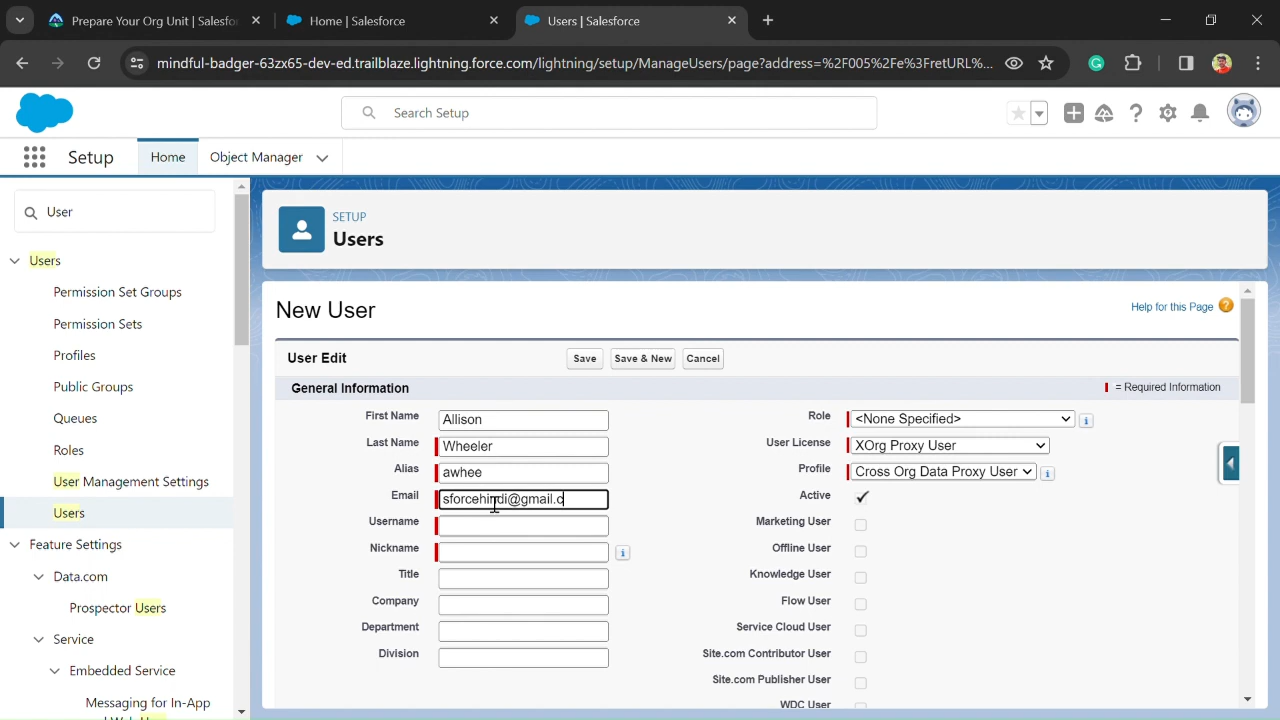 Prepare Your Org Unit | Salesfor
Home | Salesforce
Users | Salesforce
mindful-badger-63zx65-dev-ed.trailblaze.lightning.force.com/lightning/setup/ManageUsers/page?address=%2F005%2Fe%3FretURL%...
Search Setup
Setup
Home
Object Manager
User
Users
Permission Set Groups
Permission Sets
Profiles
Public Groups
Queues
Roles
User Management Settings
Users
Feature Settings
Data.com
Prospector Users
Service
Embedded Service
Messaging for In-App
SETUP
Users
New User
Help for this Page
User Edit
Save
Save & New
Cancel
General Information
= Required Information
First Name Allison
Last Name Wheeler
Alias awhee
Email sforcehindi@gmail.c
Username
Nickname
Title
Company
Department
Division
Role <None Specified>
User License XOrg Proxy User
Profile Cross Org Data Proxy User
Active
Marketing User
Offline User
Knowledge User
Flow User
Service Cloud User
Site.com Contributor User
Site.com Publisher User
WDC User